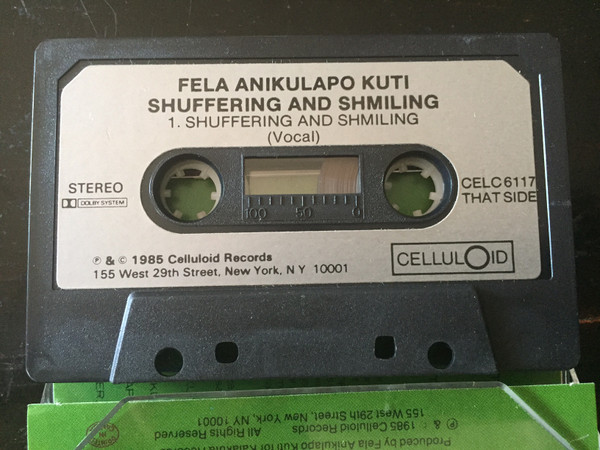 FELA ANIKULAPO KUTI
SHUFFERING AND SHMILING
1. SHUFFERING AND SHMILING
(Vocal)
STEREO
DOLBY SYSTEM
CELC 6117
THAT SIDE
100 50 0
℗ & © 1985 Celluloid Records
155 West 29th Street, New York, N Y 10001
CELLULOID
Produced by Fela Anikulapo Kuti for Kalakuta
1985 Celluloid Records All Rights Reserved
155 West 29th Street, New York, NY 10001